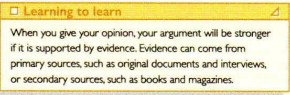 Learning to learn
When you give your opinion, your argument will be stronger
if it is supported by evidence. Evidence can come from
primary sources, such as original documents and interviews,
or secondary sources, such as books and magazines.